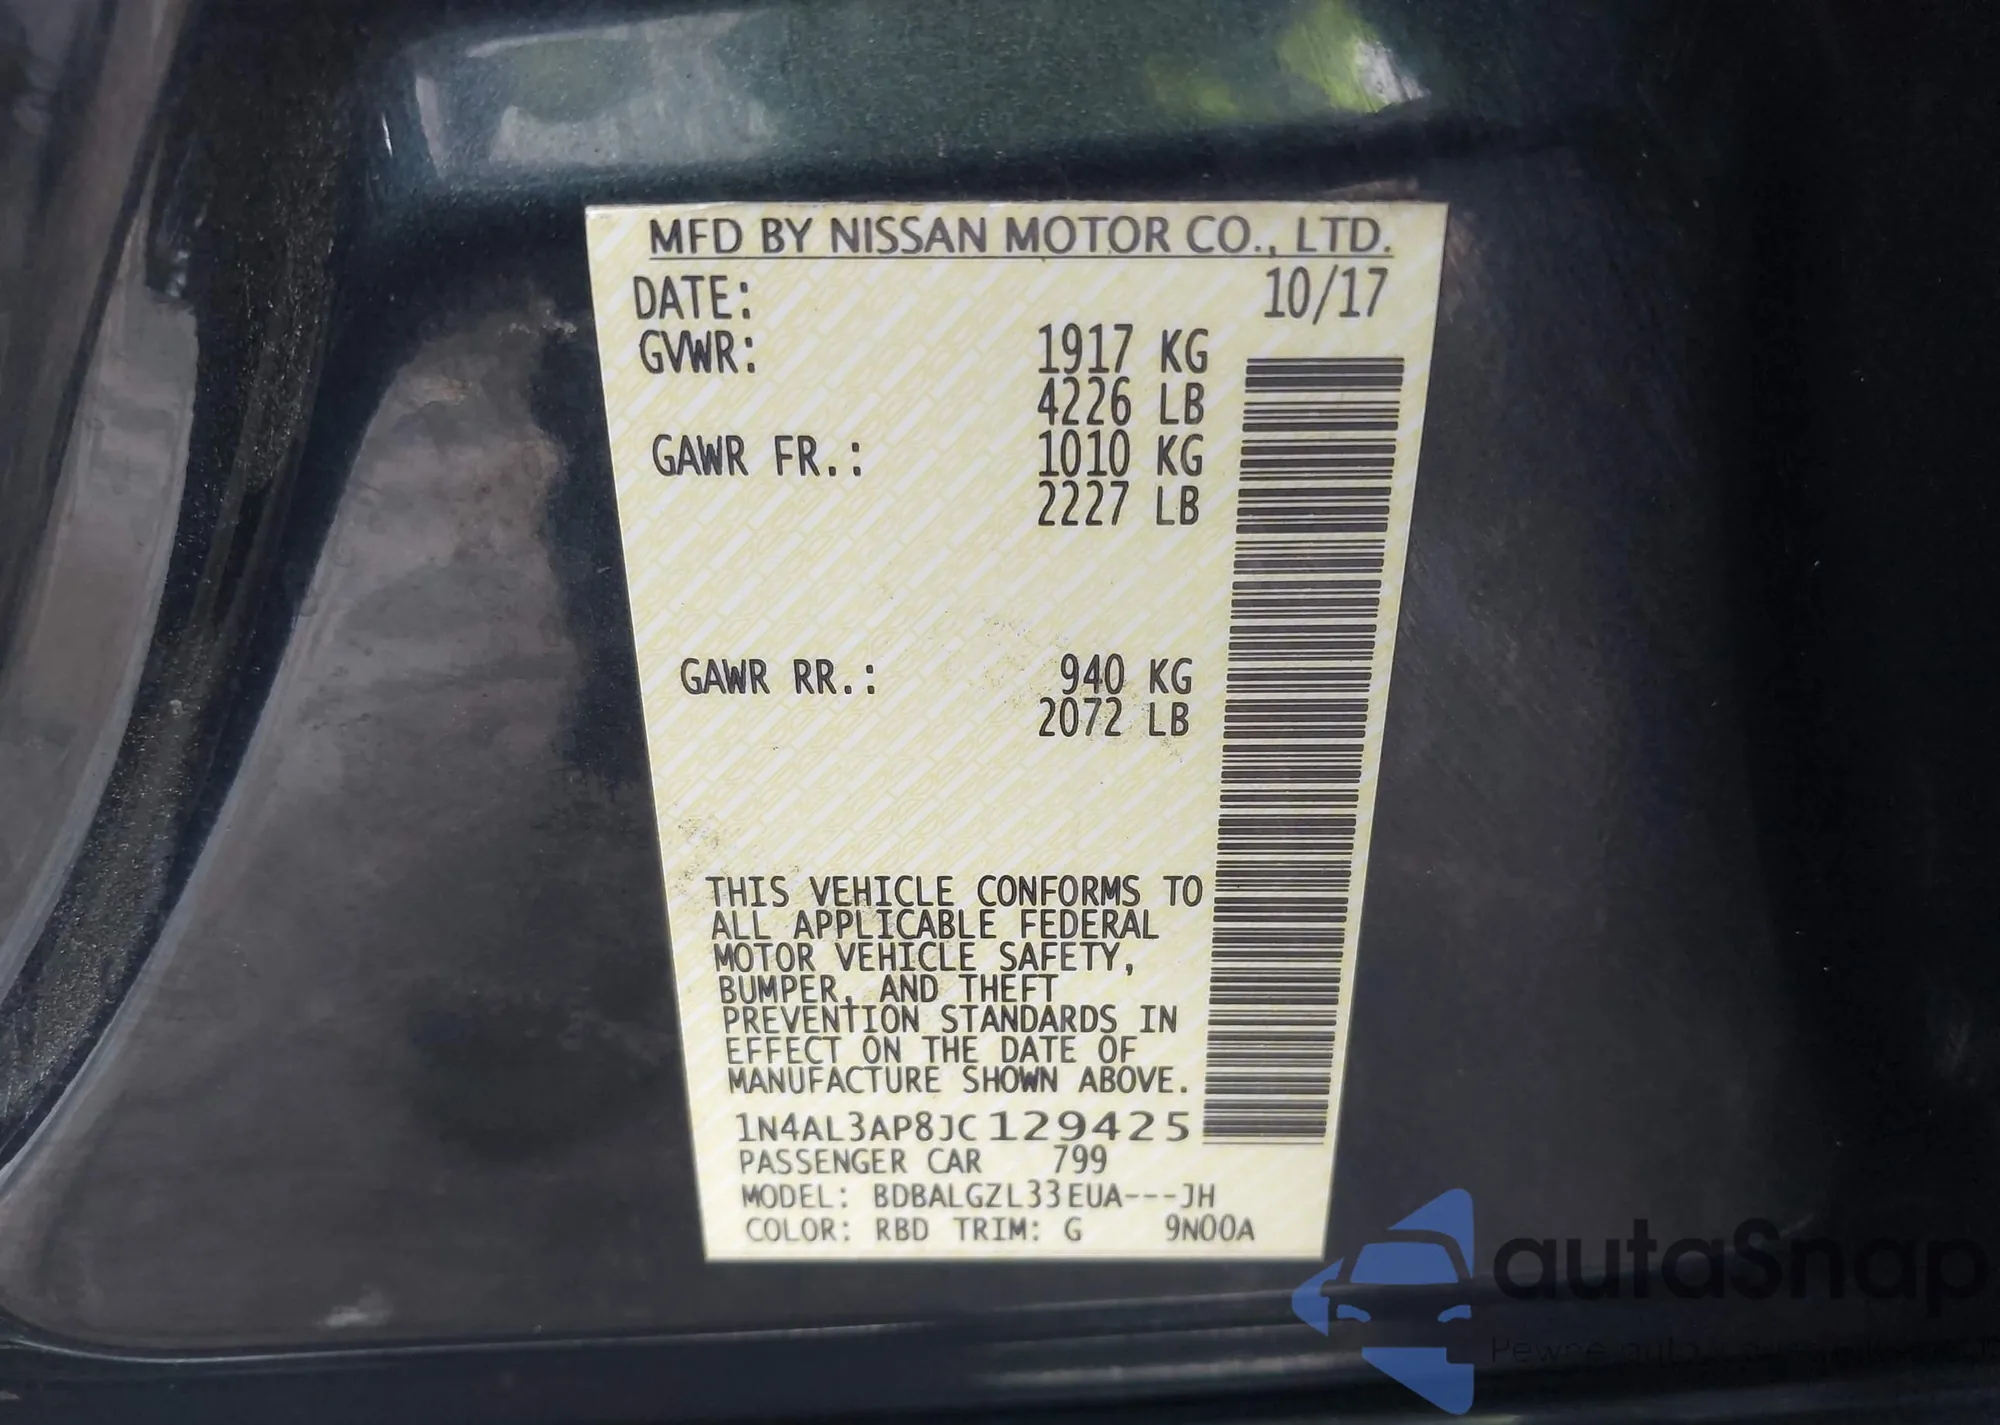 MFD BY NISSAN MOTOR CO., LTD.
DATE: 10/17
GVWR: 1917 KG
4226 LB
GAWR FR.: 1010 KG
2227 LB
GAWR RR.: 940 KG
2072 LB
THIS VEHICLE CONFORMS TO
ALL APPLICABLE FEDERAL
MOTOR VEHICLE SAFETY,
BUMPER, AND THEFT
PREVENTION STANDARDS IN
EFFECT ON THE DATE OF
MANUFACTURE SHOWN ABOVE.
1N4AL3AP8JC129425
PASSENGER CAR 799
MODEL: BDBALGZL33EUA---JH
COLOR: RBD TRIM: G 9N00A
autaSnap
Pewne auto